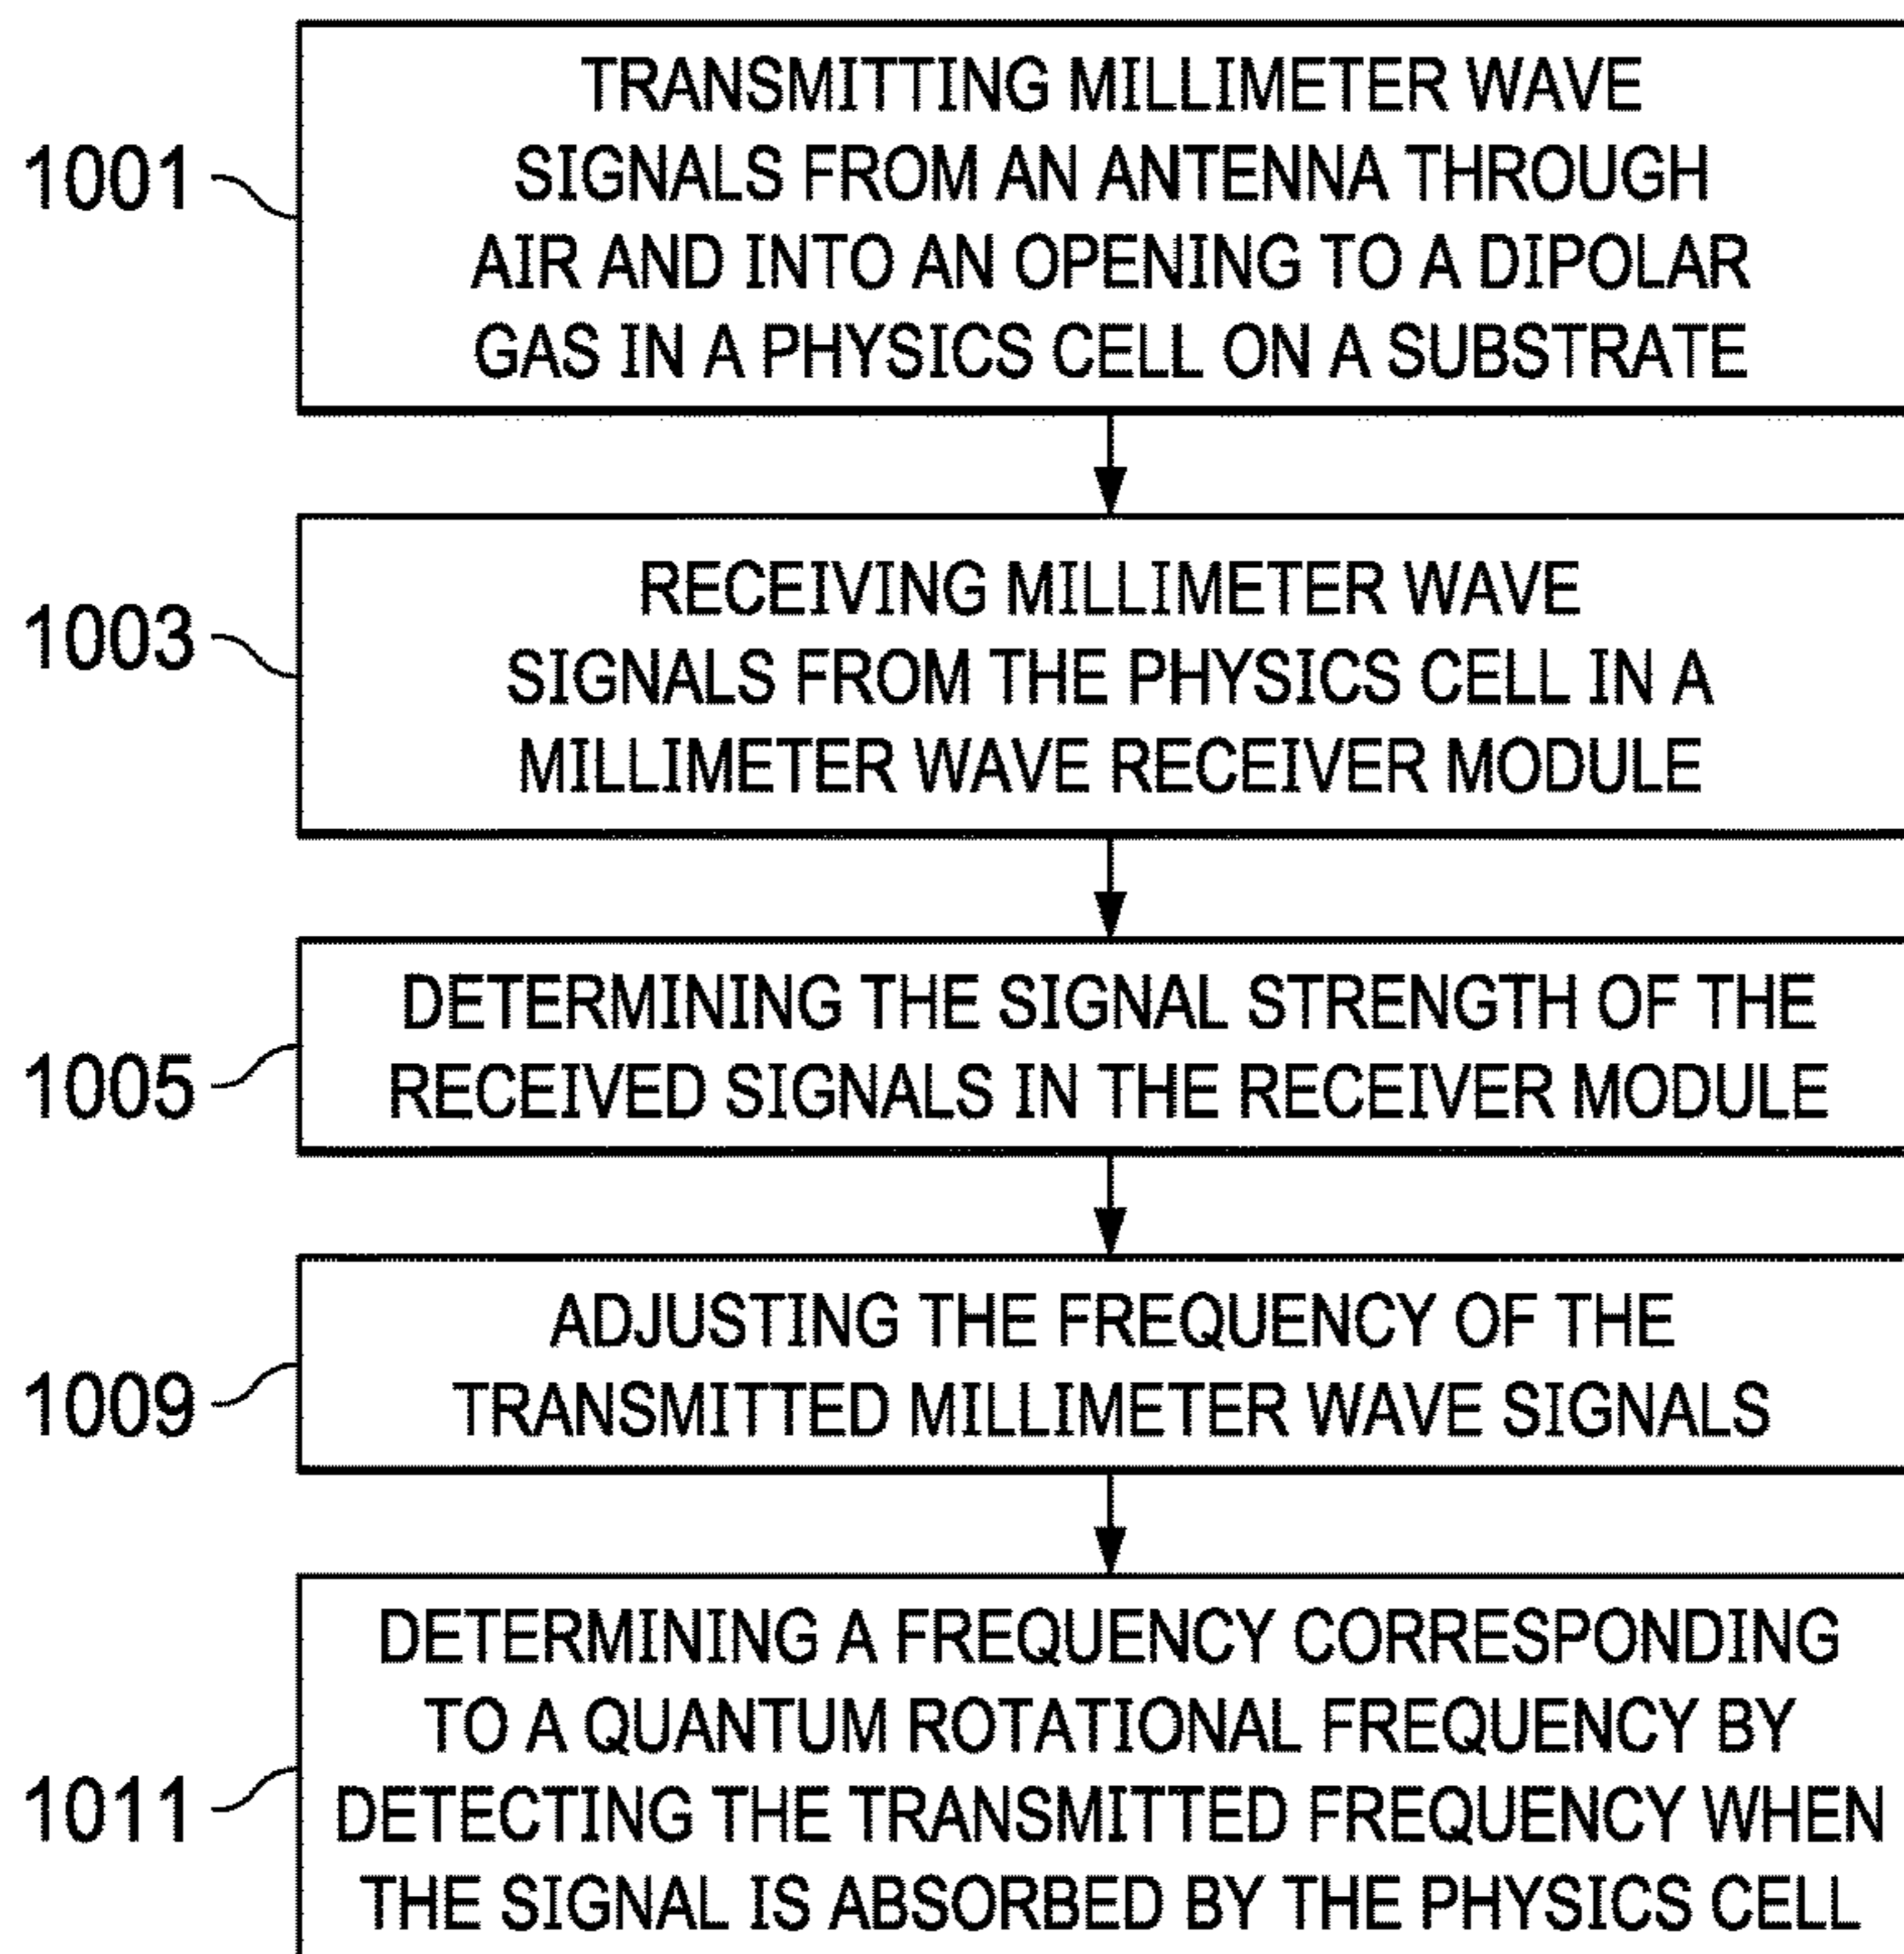 TRANSMITTING MILLIMETER WAVE
1001 SIGNALS FROM AN ANTENNA THROUGH
AIR AND INTO AN OPENING TO A DIPOLAR
GAS IN A PHYSICS CELL ON A SUBSTRATE
RECEIVING MILLIMETER WAVE
1003 SIGNALS FROM THE PHYSICS CELL IN A
MILLIMETER WAVE RECEIVER MODULE
DETERMINING THE SIGNAL STRENGTH OF THE
1005 RECEIVED SIGNALS IN THE RECEIVER MODULE
ADJUSTING THE FREQUENCY OF THE
1009 TRANSMITTED MILLIMETER WAVE SIGNALS
DETERMINING A FREQUENCY CORRESPONDING
TO A QUANTUM ROTATIONAL FREQUENCY BY
1011 DETECTING THE TRANSMITTED FREQUENCY WHEN
THE SIGNAL IS ABSORBED BY THE PHYSICS CELL